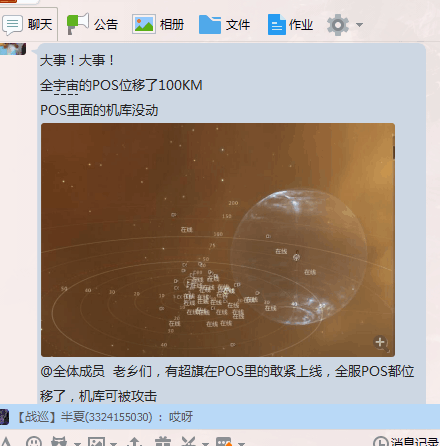 聊天 公告 相册 文件 作业
大事！大事！
全宇宙的POS位移了100KM
POS里面的机库没动
@全体成员 老乡们，有超旗在POS里的敢紧上线，全服POS都位
移了，机库可被攻击
【战巡】半夏(3324155030) ：哎呀
消息记录